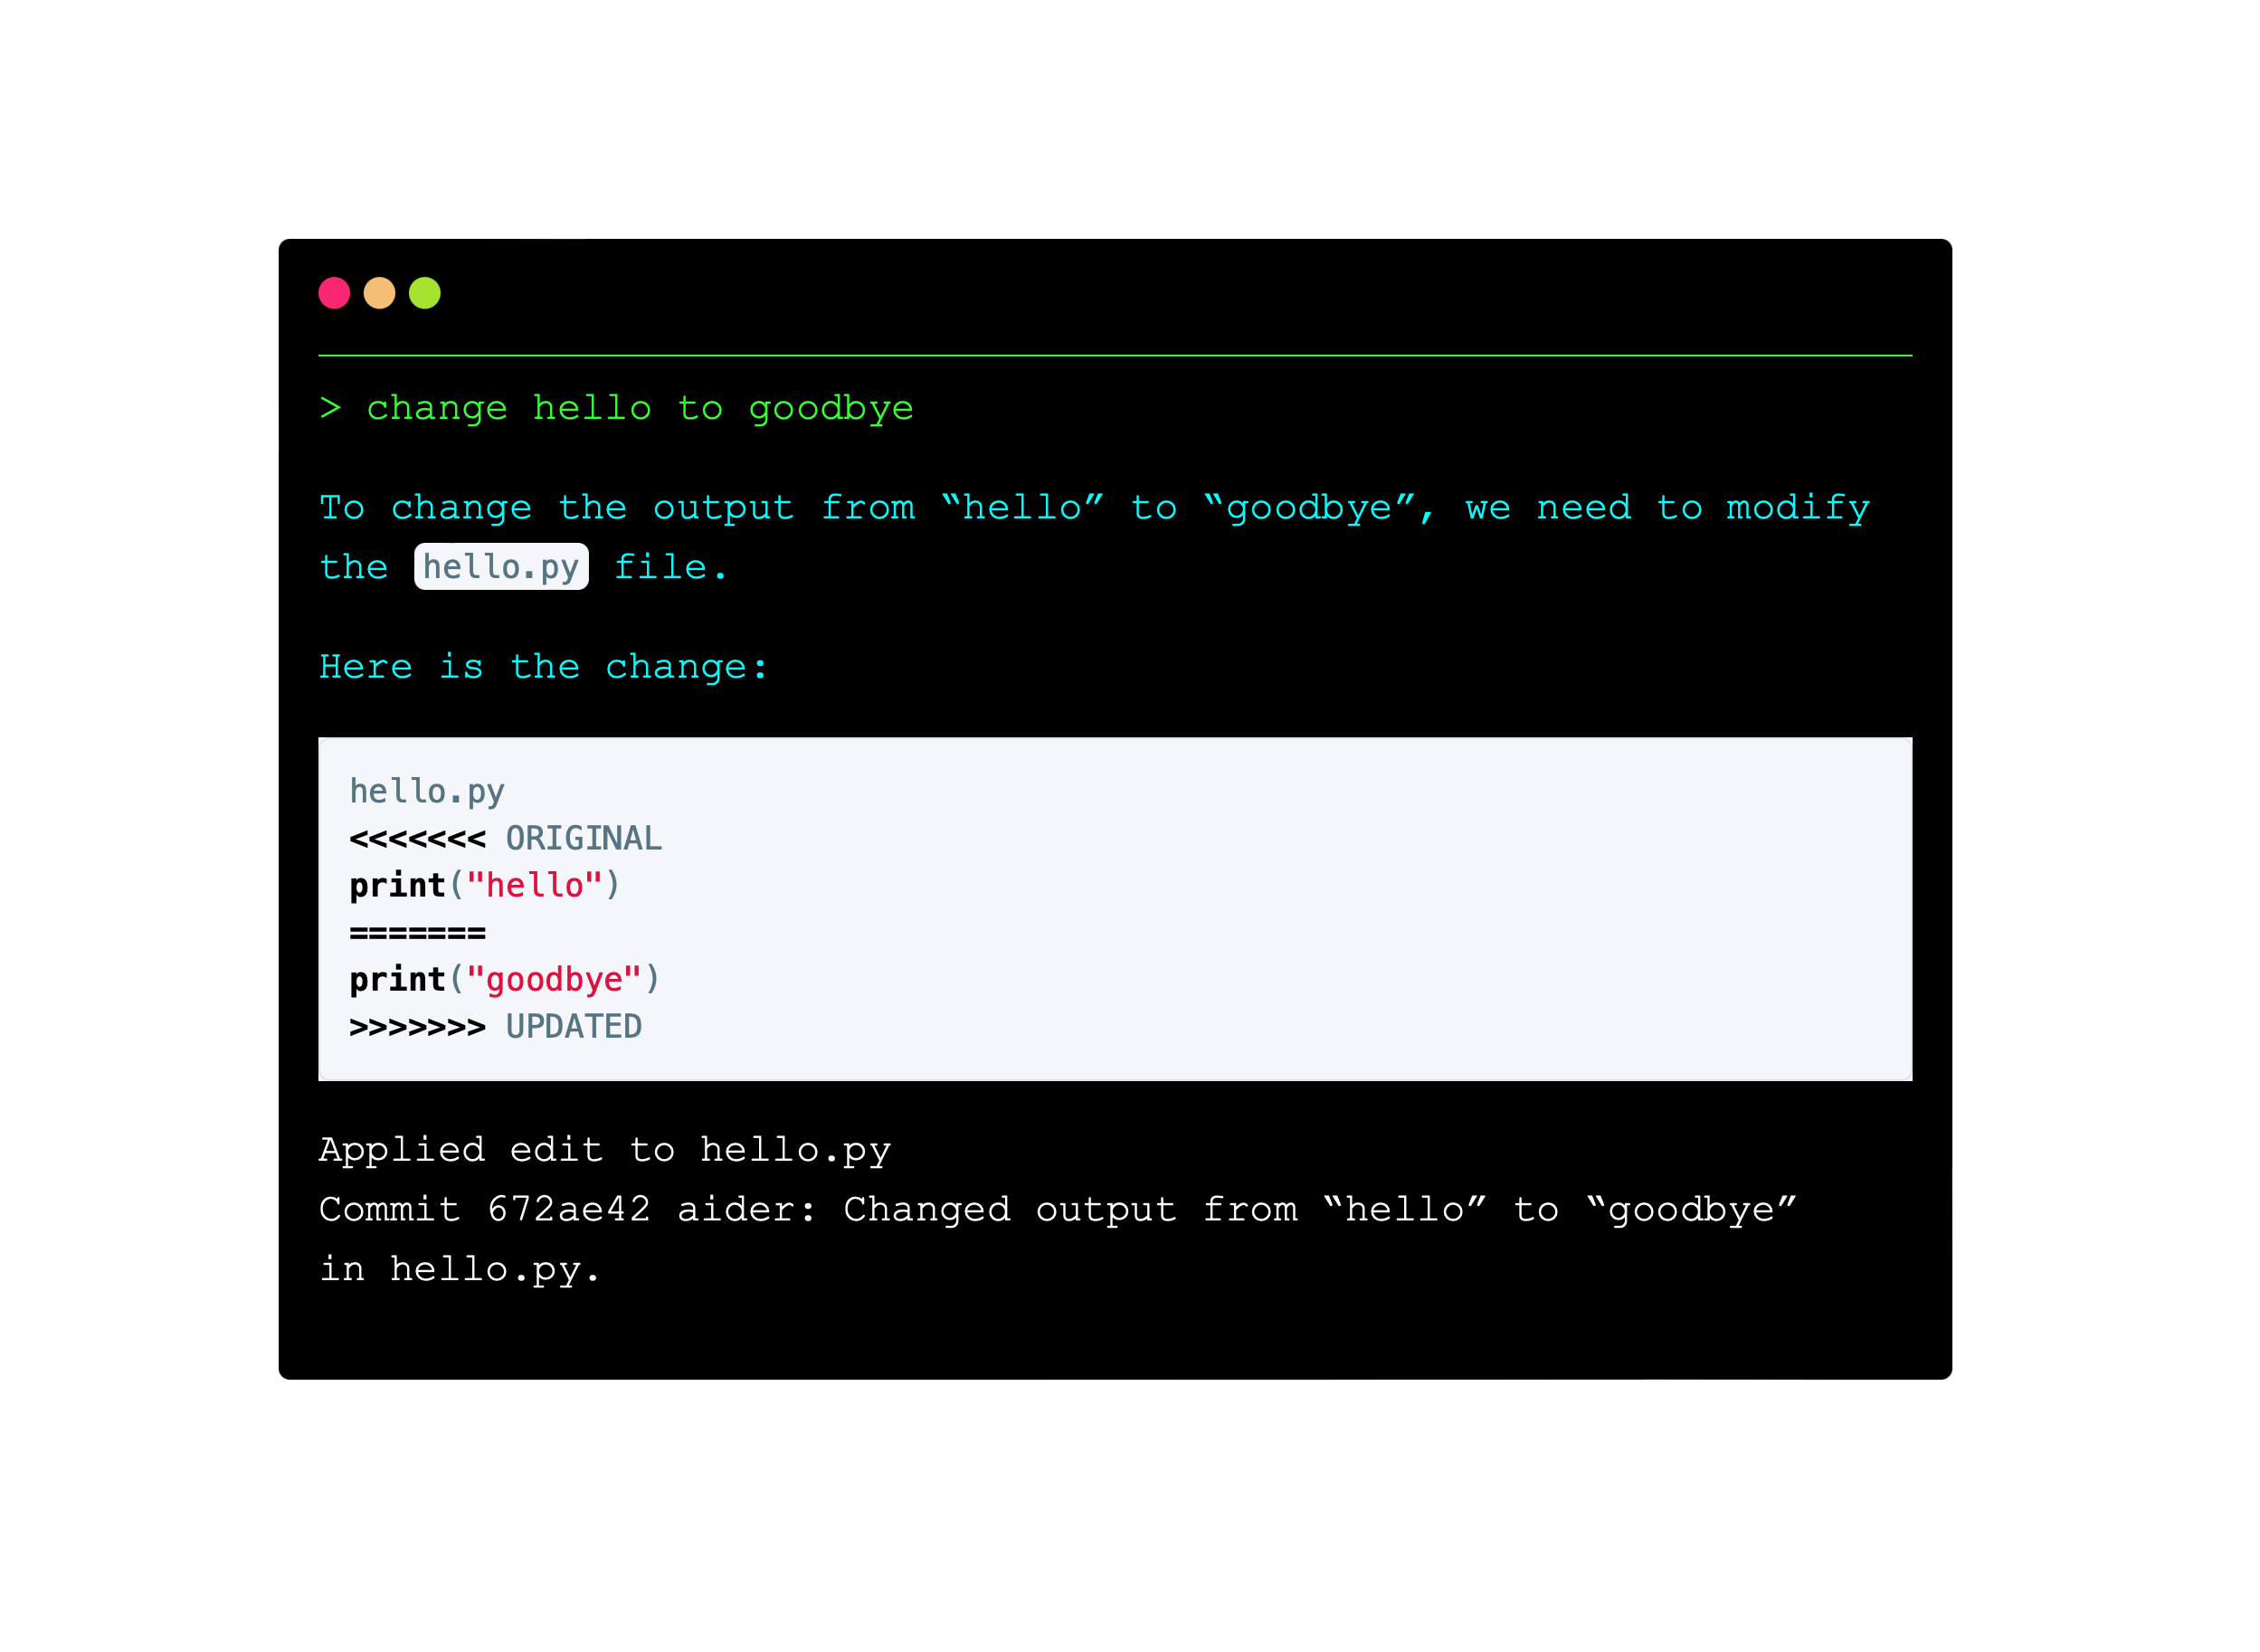 > change hello to goodbye
To change the output from “hello” to “goodbye”, we need to modify
the hello.py file.
Here is the change:
hello.py
<<<<<<< ORIGINAL
print("hello")
=======
print("goodbye")
>>>>>>> UPDATED
Applied edit to hello.py
Commit 672ae42 aider: Changed output from “hello” to “goodbye”
in hello.py.